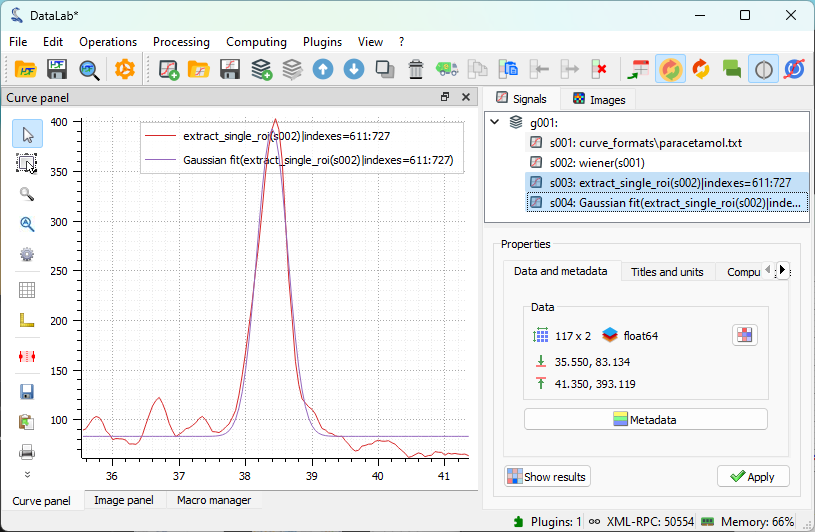 DataLab*
File Edit Operations Processing Computing Plugins View ?
Curve panel
400
350
300
250
200
150
100
36 37 38 39 40 41
extract_single_roi(s002)|indexes=611:727
Gaussian fit(extract_single_roi(s002)|indexes=611:727)
Curve panel Image panel Macro manager
Signals Images
g001:
s001: curve_formats\paracetamol.txt
s002: wiener(s001)
s003: extract_single_roi(s002)|indexes=611:727
s004: Gaussian fit(extract_single_roi(s002)|inde...
Properties
Data and metadata Titles and units Compu
Data
117 x 2 float64
35.550, 83.134
41.350, 393.119
Metadata
Show results Apply
Plugins: 1 XML-RPC: 50554 Memory: 66%